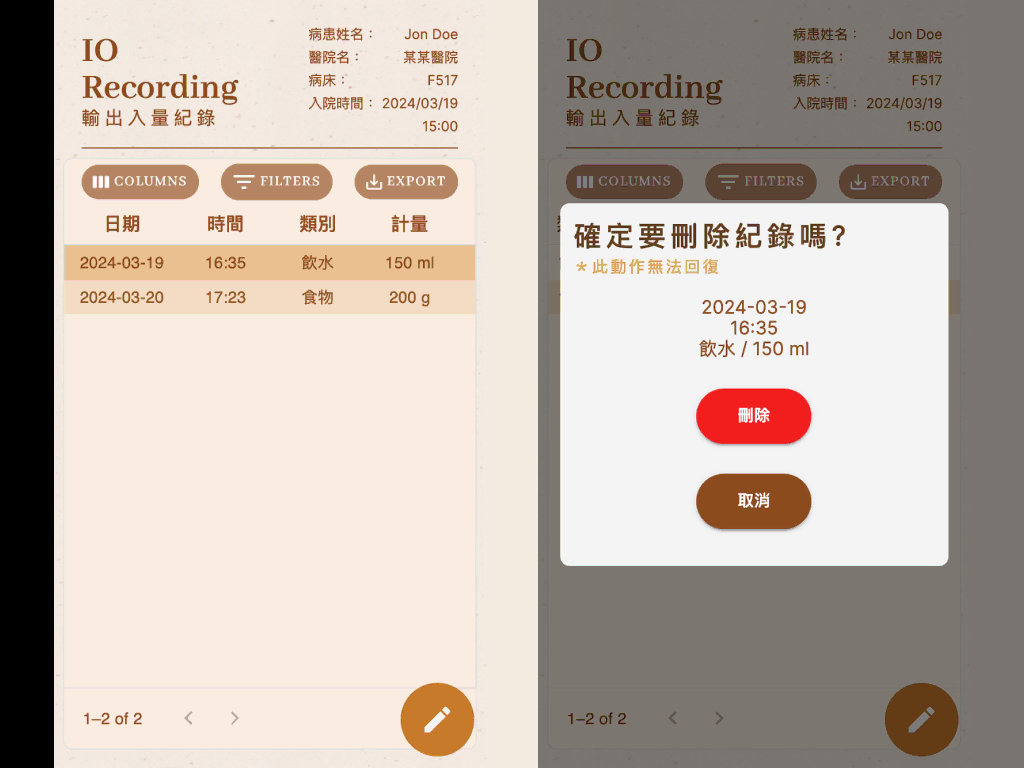 IO
Recording
輸出入量紀錄
病患姓名： Jon Doe
醫院名： 某某醫院
病床： F517
入院時間： 2024/03/19
15:00
COLUMNS FILTERS EXPORT
日期 時間 類別 計量
2024-03-19 16:35 飲水 150 ml
2024-03-20 17:23 食物 200 g
1–2 of 2
IO
Recording
輸出入量紀錄
病患姓名： Jon Doe
醫院名： 某某醫院
病床： F517
入院時間： 2024/03/19
15:00
COLUMNS FILTERS EXPORT
確定要刪除紀錄嗎?
*此動作無法回復
2024-03-19
16:35
飲水 / 150 ml
刪除
取消
1–2 of 2